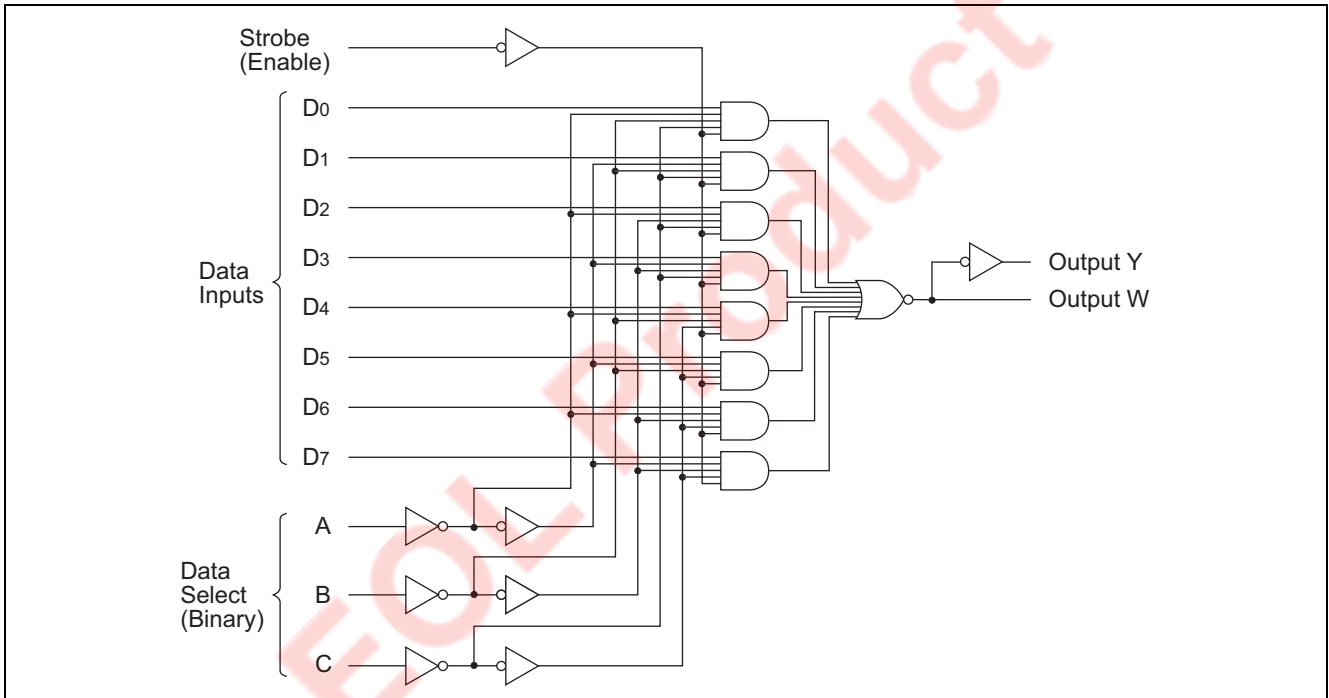 Strobe
(Enable)
D0
D1
D2
D3
D4
D5
D6
D7
Data
Inputs
A
B
C
Data
Select
(Binary)
Output Y
Output W
EOL Product